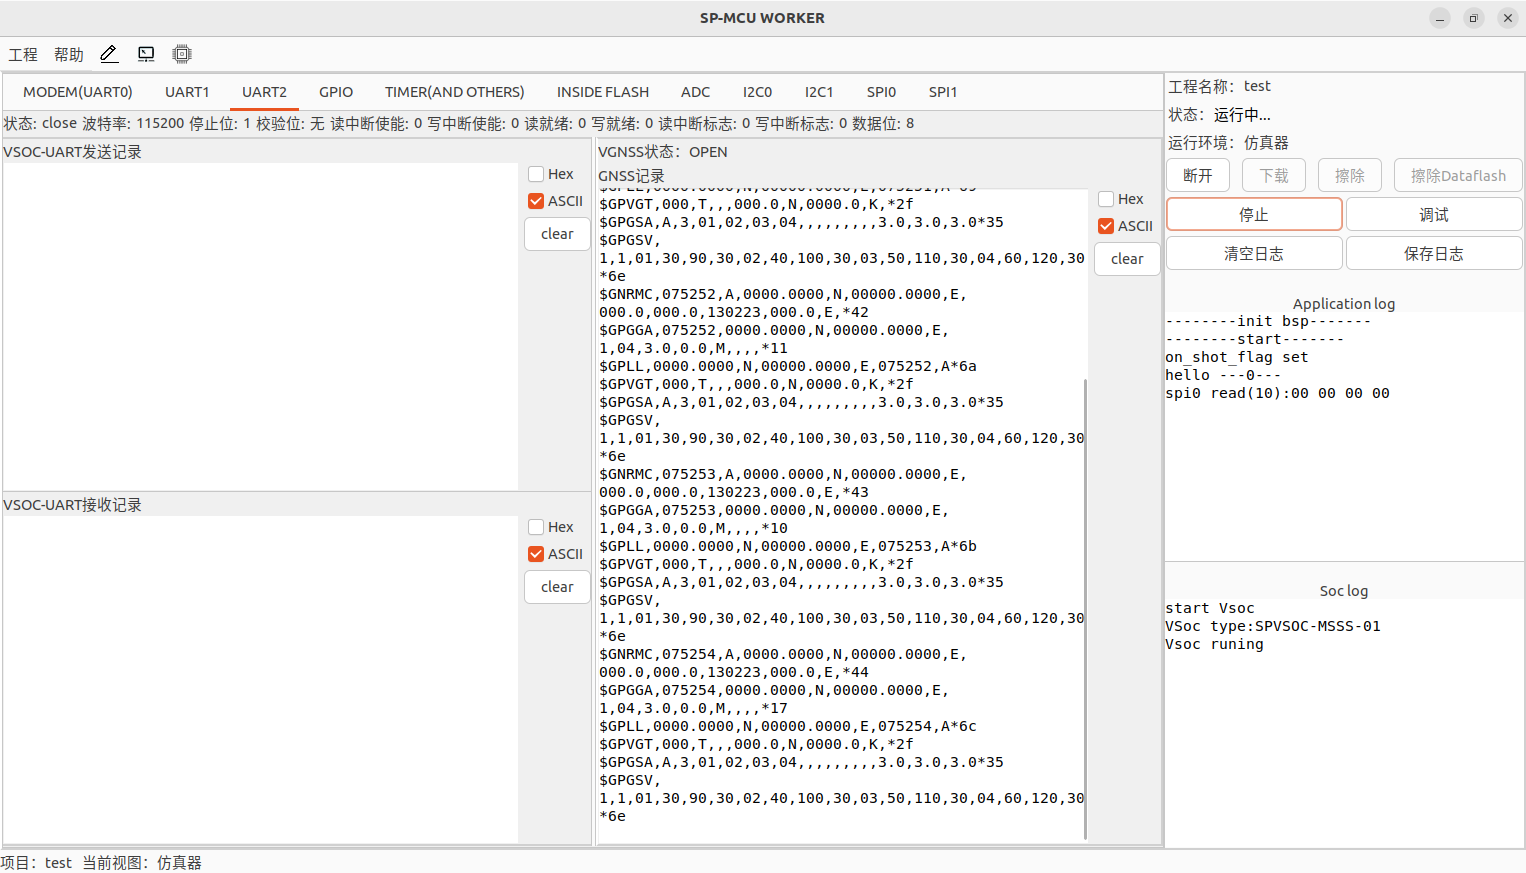 SP-MCU WORKER
工程 帮助
MODEM(UART0) UART1 UART2 GPIO TIMER(AND OTHERS) INSIDE FLASH ADC I2C0 I2C1 SPI0 SPI1
状态: close 波特率: 115200 停止位: 1 校验位: 无 读中断使能: 0 写中断使能: 0 读就绪: 0 写就绪: 0 读中断标志: 0 写中断标志: 0 数据位: 8
VSOC-UART发送记录
Hex
ASCII
clear
VSOC-UART接收记录
Hex
ASCII
clear
VGNSS状态：OPEN
GNSS记录
$GPLL,0000.0000,N,00000.0000,E,075251,A*69
$GPVGT,000,T,,,000.0,N,0000.0,K,*2f
$GPGSA,A,3,01,02,03,04,,,,,,,,,3.0,3.0,3.0*35
$GPGSV,
1,1,01,30,90,30,02,40,100,30,03,50,110,30,04,60,120,30
*6e
$GNRMC,075252,A,0000.0000,N,00000.0000,E,
000.0,000.0,130223,000.0,E,*42
$GPGGA,075252,0000.0000,N,00000.0000,E,
1,04,3.0,0.0,M,,,,*11
$GPLL,0000.0000,N,00000.0000,E,075252,A*6a
$GPVGT,000,T,,,000.0,N,0000.0,K,*2f
$GPGSA,A,3,01,02,03,04,,,,,,,,,3.0,3.0,3.0*35
$GPGSV,
1,1,01,30,90,30,02,40,100,30,03,50,110,30,04,60,120,30
*6e
$GNRMC,075253,A,0000.0000,N,00000.0000,E,
000.0,000.0,130223,000.0,E,*43
$GPGGA,075253,0000.0000,N,00000.0000,E,
1,04,3.0,0.0,M,,,,*10
$GPLL,0000.0000,N,00000.0000,E,075253,A*6b
$GPVGT,000,T,,,000.0,N,0000.0,K,*2f
$GPGSA,A,3,01,02,03,04,,,,,,,,,3.0,3.0,3.0*35
$GPGSV,
1,1,01,30,90,30,02,40,100,30,03,50,110,30,04,60,120,30
*6e
$GNRMC,075254,A,0000.0000,N,00000.0000,E,
000.0,000.0,130223,000.0,E,*44
$GPGGA,075254,0000.0000,N,00000.0000,E,
1,04,3.0,0.0,M,,,,*17
$GPLL,0000.0000,N,00000.0000,E,075254,A*6c
$GPVGT,000,T,,,000.0,N,0000.0,K,*2f
$GPGSA,A,3,01,02,03,04,,,,,,,,,3.0,3.0,3.0*35
$GPGSV,
1,1,01,30,90,30,02,40,100,30,03,50,110,30,04,60,120,30
*6e
Hex
ASCII
clear
工程名称：test
状态：运行中...
运行环境：仿真器
断开 下载 擦除 擦除Dataflash
停止 调试
清空日志 保存日志
Application log
--------init bsp-------
--------start-------
on_shot_flag set
hello ---0---
spi0 read(10):00 00 00 00
Soc log
start Vsoc
VSoc type:SPVSOC-MSSS-01
Vsoc runing
项目：test 当前视图：仿真器